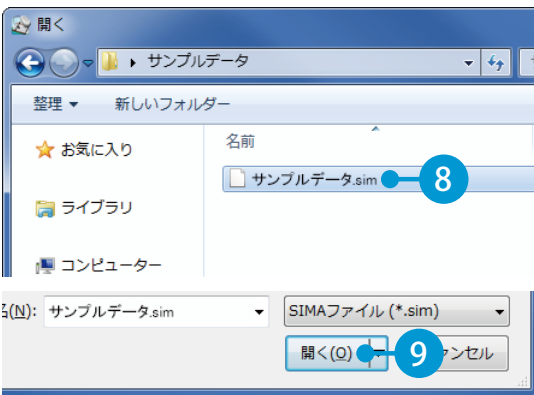 開く
サンプルデータ
整理 新しいフォルダー
お気に入り
ライブラリ
コンピューター
名前
サンプルデータ.sim
8
(N): サンプルデータ.sim
SIMAファイル (*.sim)
開く(O)
9
ンセル